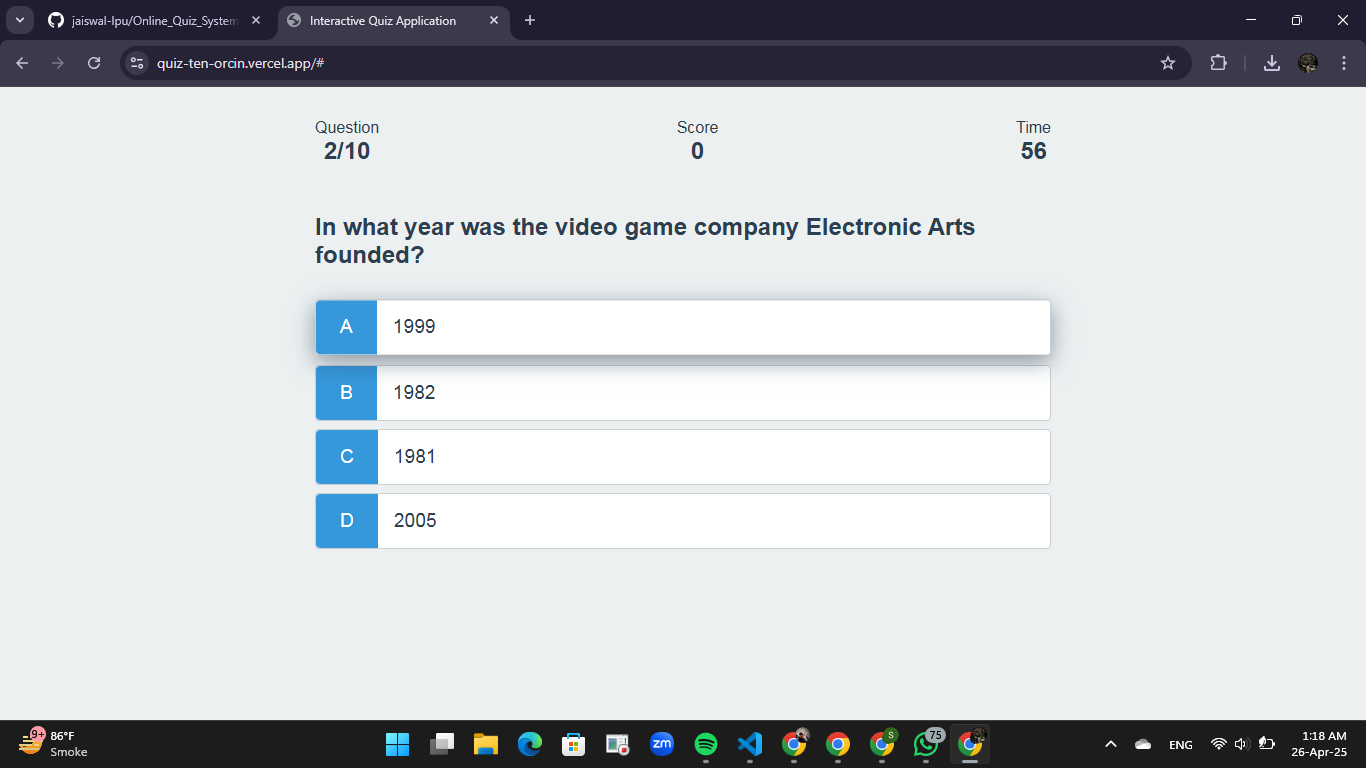 jaiswal-lpu/Online_Quiz_System
Interactive Quiz Application
quiz-ten-orcin.vercel.app/#
Question Score Time
2/10 0 56
In what year was the video game company Electronic Arts
founded?
A 1999
B 1982
C 1981
D 2005
9+ 86°F
Smoke
zm
S
75
ENG
1:18 AM
26-Apr-25